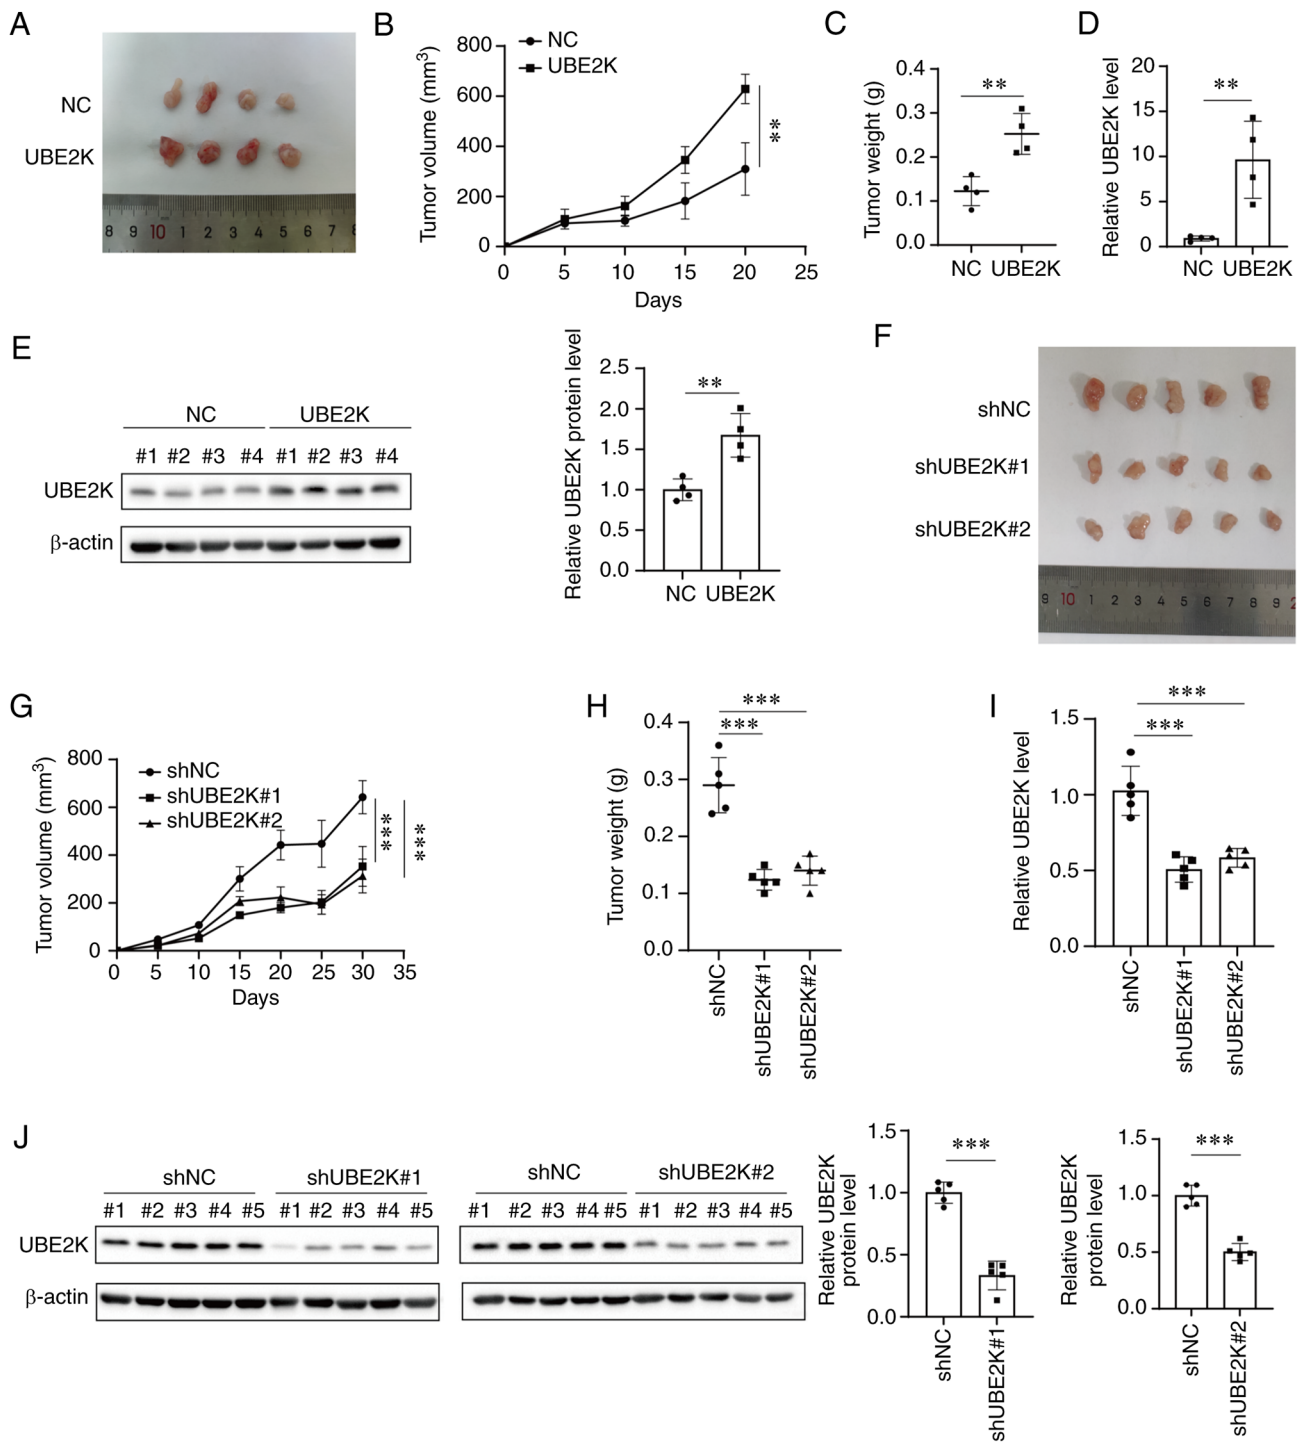 A
NC
UBE2K
8 9 10 1 2 3 4 5 6 7 8
B
NC
UBE2K
Tumor volume (mm³)
800
600
400
200
0
**
0 5 10 15 20 25
Days
C
Tumor weight (g)
**
0.4
0.3
0.2
0.1
0.0
NC UBE2K
D
Relative UBE2K level
**
20
15
10
5
0
NC UBE2K
E
NC UBE2K
#1 #2 #3 #4 #1 #2 #3 #4
UBE2K
β-actin
Relative UBE2K protein level
**
2.5
2.0
1.5
1.0
0.5
0.0
NC UBE2K
F
shNC
shUBE2K#1
shUBE2K#2
9 10 1 2 3 4 5 6 7 8 9 2
G
Tumor volume (mm³)
shNC
shUBE2K#1
shUBE2K#2
800
600
400
200
0
***
***
0 5 10 15 20 25 30 35
Days
H
Tumor weight (g)
***
***
0.4
0.3
0.2
0.1
0.0
shNC
shUBE2K#1
shUBE2K#2
I
Relative UBE2K level
***
***
1.5
1.0
0.5
0.0
shNC
shUBE2K#1
shUBE2K#2
J
shNC shUBE2K#1
#1 #2 #3 #4 #5 #1 #2 #3 #4 #5
UBE2K
β-actin
shNC shUBE2K#2
#1 #2 #3 #4 #5 #1 #2 #3 #4 #5
Relative UBE2K
protein level
***
1.5
1.0
0.5
0.0
shNC
shUBE2K#1
Relative UBE2K
protein level
***
1.5
1.0
0.5
0.0
shNC
shUBE2K#2